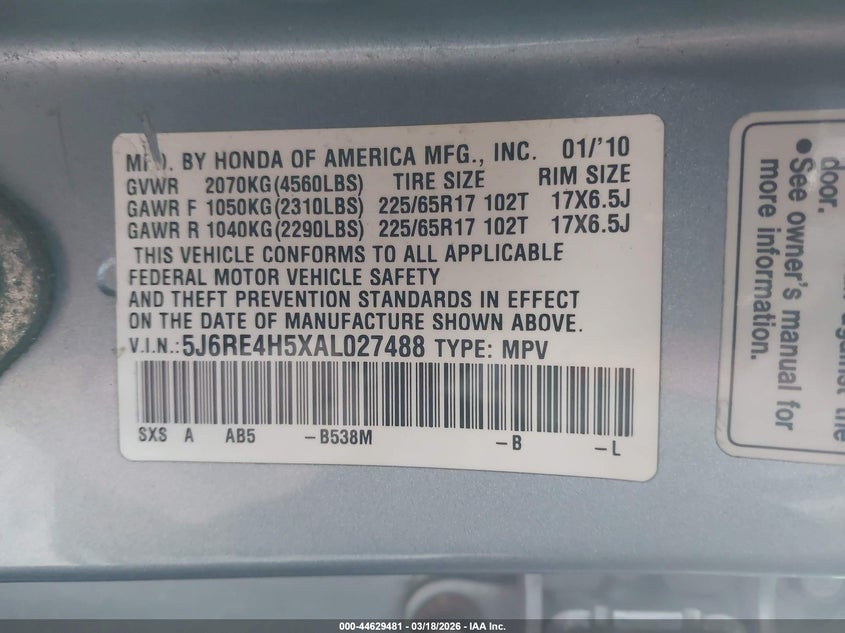 MFD. BY HONDA OF AMERICA MFG., INC. 01/'10
GVWR 2070KG(4560LBS) TIRE SIZE RIM SIZE
GAWR F 1050KG(2310LBS) 225/65R17 102T 17X6.5J
GAWR R 1040KG(2290LBS) 225/65R17 102T 17X6.5J
THIS VEHICLE CONFORMS TO ALL APPLICABLE
FEDERAL MOTOR VEHICLE SAFETY
AND THEFT PREVENTION STANDARDS IN EFFECT
ON THE DATE OF MANUFACTURE SHOWN ABOVE.
V.I.N.:5J6RE4H5XAL027488 TYPE: MPV
SXS A AB5 -B538M -B -L
against the
door.
●See owner's manual for
more information.
000-44629481 | 03/18/2026 | IAA Inc.